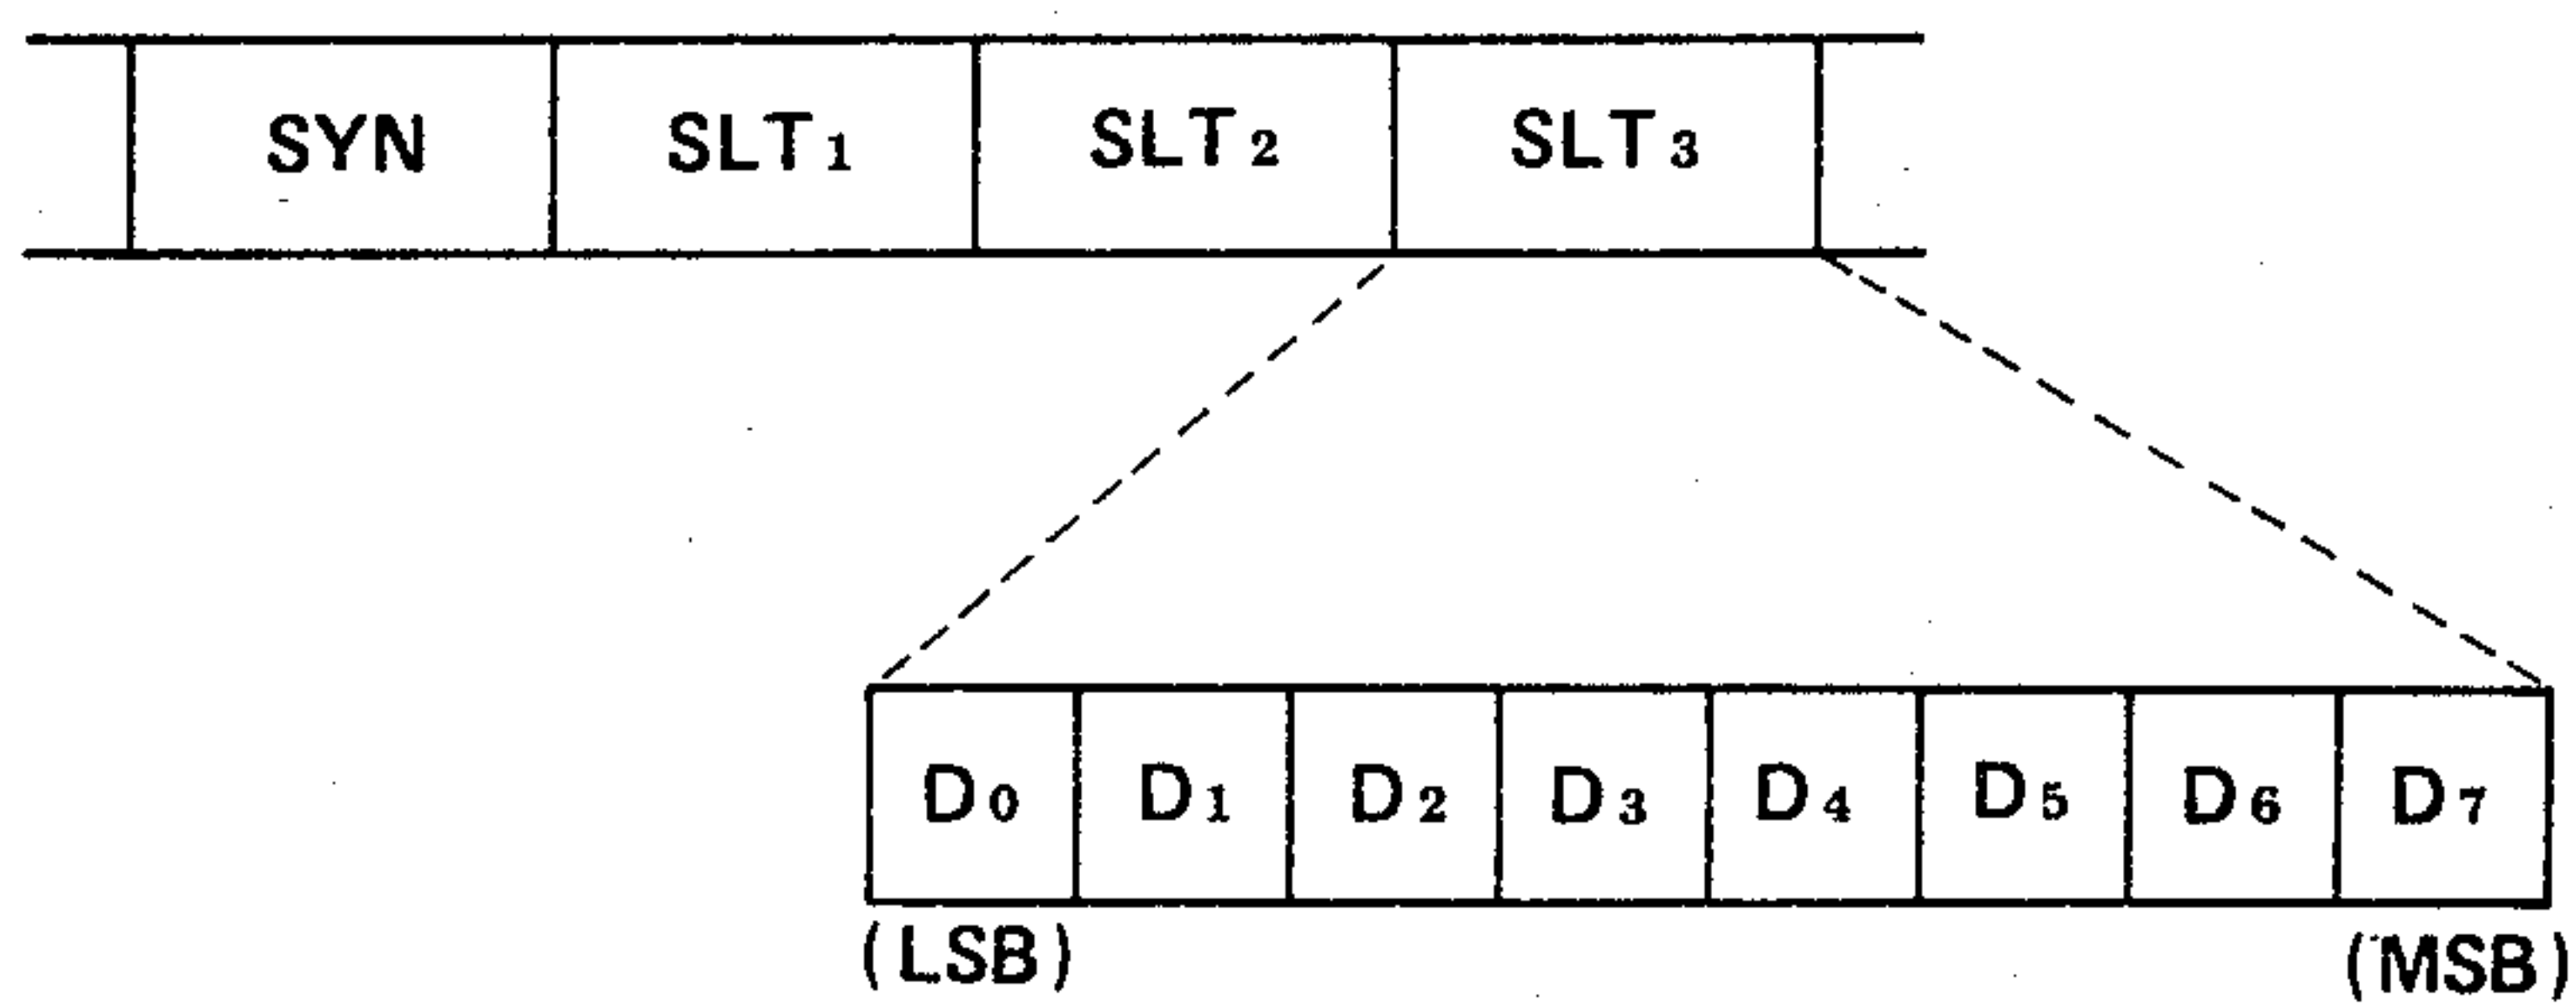 SYN SLT₁ SLT₂ SLT₃
D₀ D₁ D₂ D₃ D₄ D₅ D₆ D₇
(LSB) (MSB)